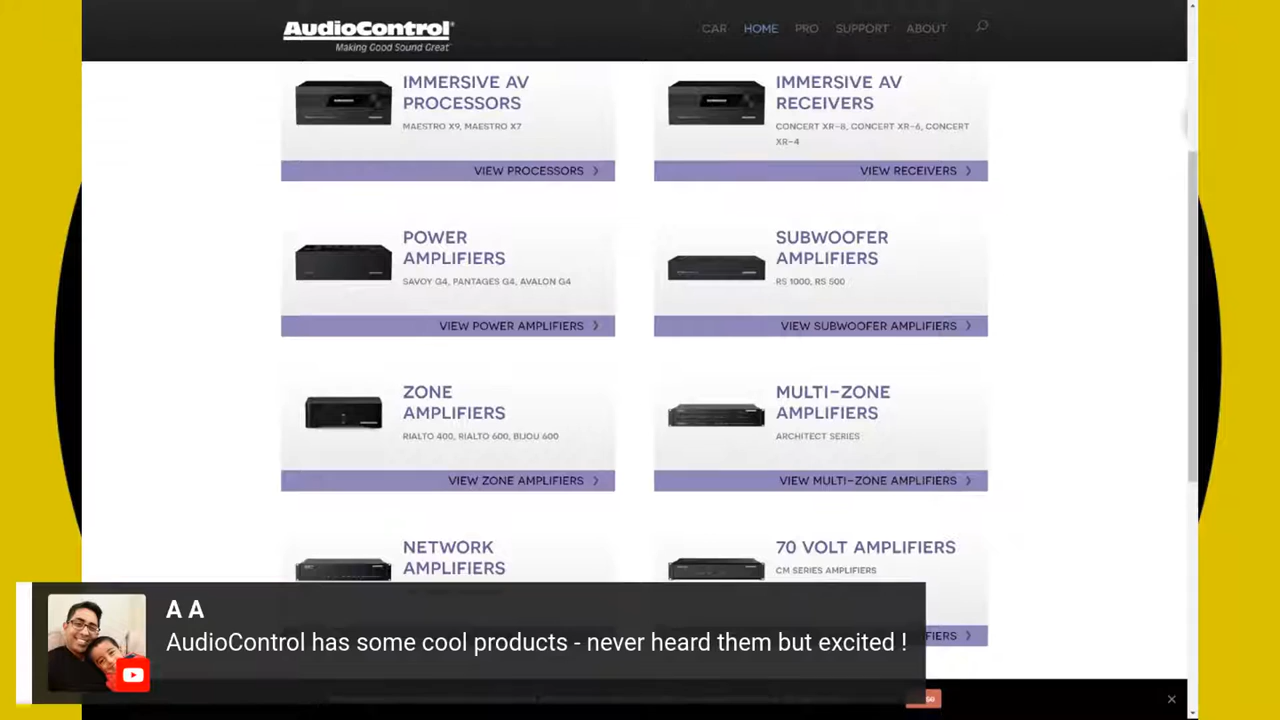 AudioControl®
Making Good Sound Great™
CAR HOME PRO SUPPORT ABOUT
IMMERSIVE AV
PROCESSORS
MAESTRO X9, MAESTRO X7
VIEW PROCESSORS
IMMERSIVE AV
RECEIVERS
CONCERT XR-8, CONCERT XR-6, CONCERT
XR-4
VIEW RECEIVERS
POWER
AMPLIFIERS
SAVOY G4, PANTAGES G4, AVALON G4
VIEW POWER AMPLIFIERS
SUBWOOFER
AMPLIFIERS
RS 1000, RS 500
VIEW SUBWOOFER AMPLIFIERS
ZONE
AMPLIFIERS
RIALTO 400, RIALTO 600, BIJOU 600
VIEW ZONE AMPLIFIERS
MULTI-ZONE
AMPLIFIERS
ARCHITECT SERIES
VIEW MULTI-ZONE AMPLIFIERS
NETWORK
AMPLIFIERS
70 VOLT AMPLIFIERS
CM SERIES AMPLIFIERS
A A
AudioControl has some cool products - never heard them but excited !